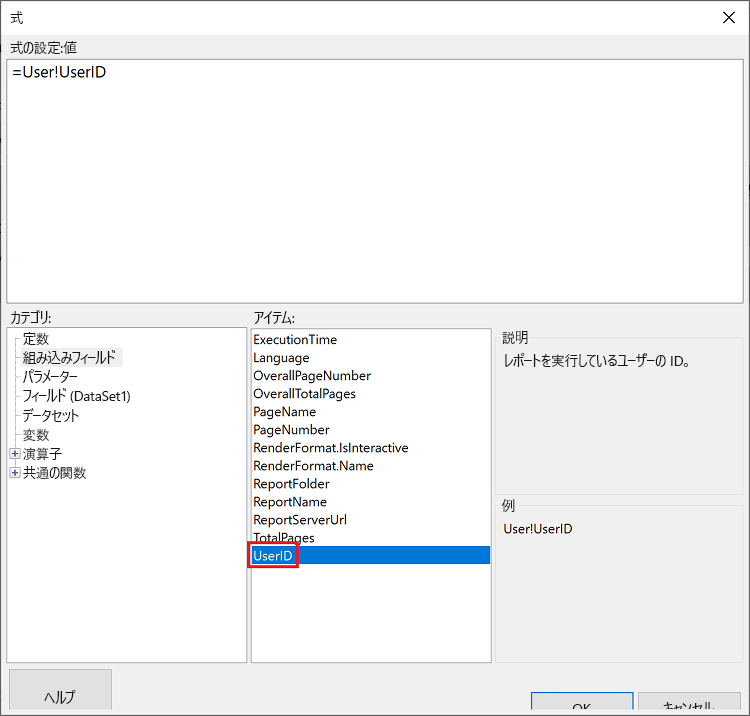 式
式の設定:値
=User!UserID
カテゴリ:
定数
組み込みフィールド
パラメーター
フィールド (DataSet1)
データセット
変数
演算子
共通の関数
アイテム:
ExecutionTime
Language
OverallPageNumber
OverallTotalPages
PageName
PageNumber
RenderFormat.IsInteractive
RenderFormat.Name
ReportFolder
ReportName
ReportServerUrl
TotalPages
UserID
説明
レポートを実行しているユーザーの ID。
例
User!UserID
ヘルプ
OK
キャンセル